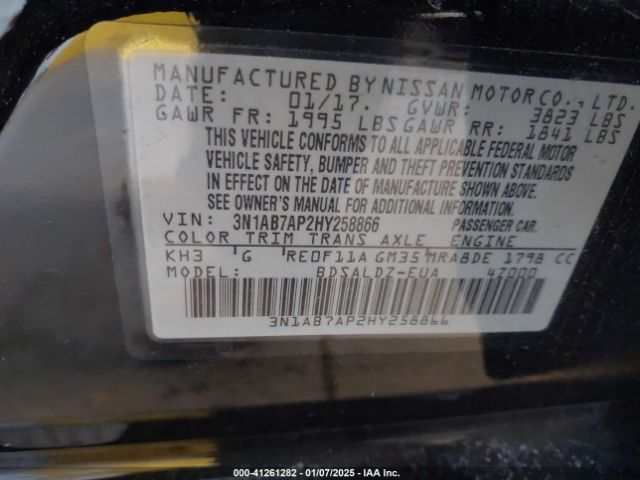 MANUFACTURED BY NISSAN MOTOR CO., LTD.
DATE: 01/17. GVWR: 3823 LBS
GAWR FR: 1995 LBS GAWR RR: 1841 LBS
THIS VEHICLE CONFORMS TO ALL APPLICABLE FEDERAL MOTOR
VEHICLE SAFETY, BUMPER AND THEFT PREVENTION STANDARDS
IN EFFECT ON THE DATE OF MANUFACTURE SHOWN ABOVE.
SEE OWNER'S MANUAL FOR ADDITIONAL INFORMATION.
VIN: 3N1AB7AP2HY258866 PASSENGER CAR.
COLOR TRIM TRANS AXLE ENGINE
KH3 G RE0F11A GM35 MRA8DE 1798 CC
MODEL: BDSALDZ-EUA 4Z000
3N1AB7AP2HY258866
000-41261282 — 01/07/2025 — IAA Inc.